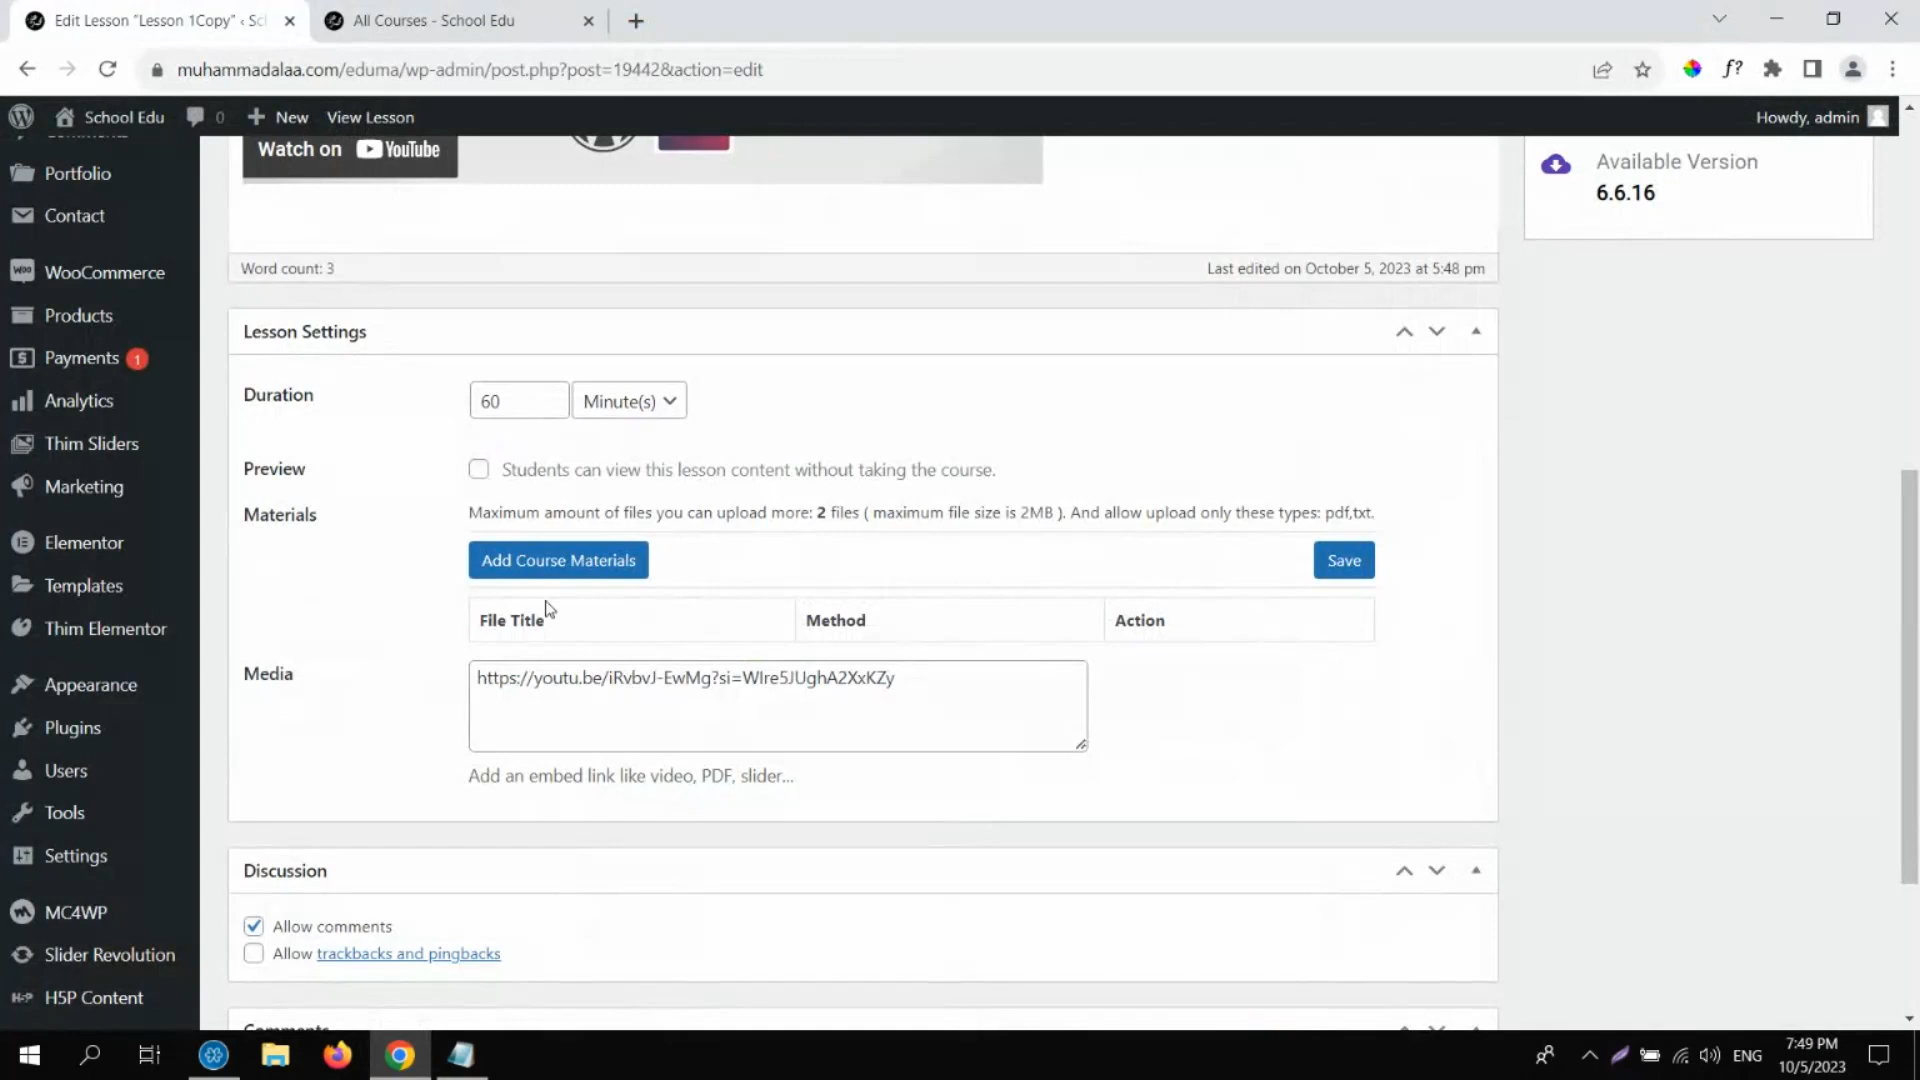 Edit Lesson "Lesson 1Copy" ‹ Sc
All Courses - School Edu
muhammadalaa.com/eduma/wp-admin/post.php?post=19442&action=edit
f?
School Edu
0
New
View Lesson
Howdy, admin
Comments
Portfolio
Contact
WooCommerce
Products
Payments 1
Analytics
Thim Sliders
Marketing
Elementor
Templates
Thim Elementor
Appearance
Plugins
Users
Tools
Settings
MC4WP
Slider Revolution
H5P Content
Watch on YouTube
Word count: 3
Last edited on October 5, 2023 at 5:48 pm
Available Version
6.6.16
Lesson Settings
Duration
60
Minute(s)
Preview
Students can view this lesson content without taking the course.
Materials
Maximum amount of files you can upload more: 2 files ( maximum file size is 2MB ). And allow upload only these types: pdf,txt.
Add Course Materials
Save
File Title
Method
Action
Media
https://youtu.be/iRvbvJ-EwMg?si=WIre5JUghA2XxKZy
Add an embed link like video, PDF, slider...
Discussion
Allow comments
Allow trackbacks and pingbacks
Comments
ENG
7:49 PM
10/5/2023